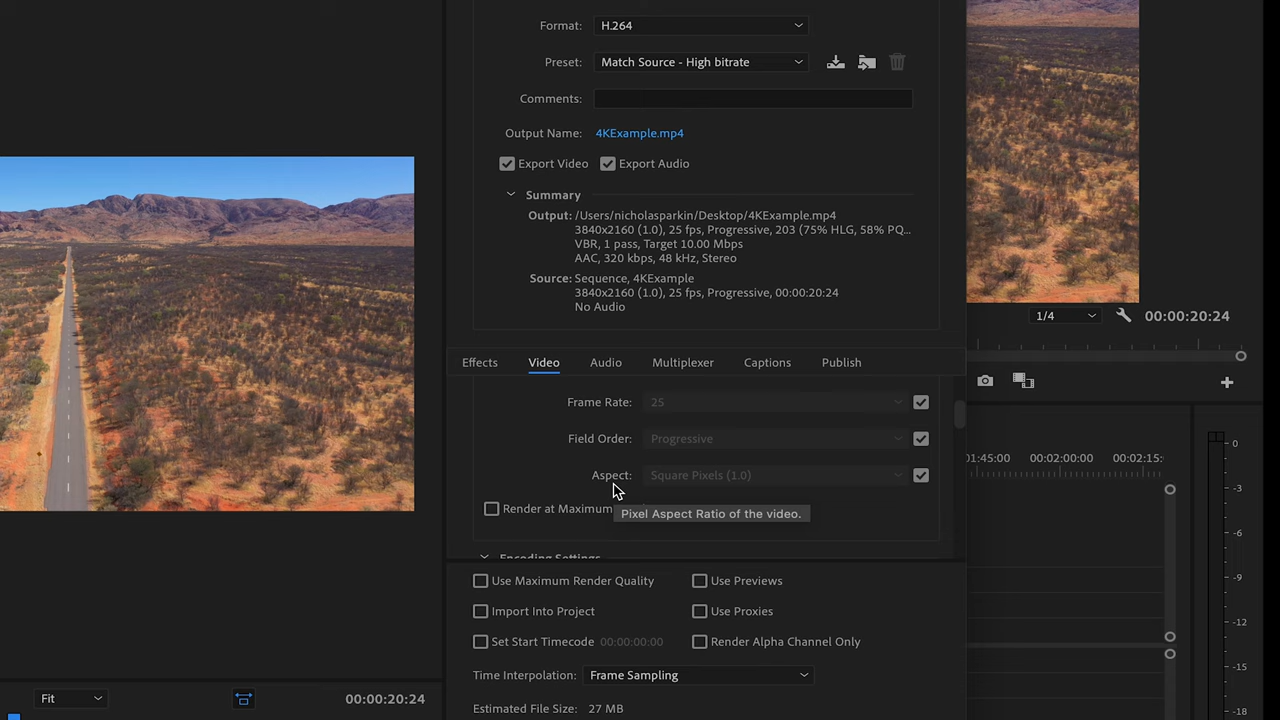 Format: H.264
Preset: Match Source - High bitrate
Comments:
Output Name: 4KExample.mp4
Export Video Export Audio
Summary
Output: /Users/nicholasparkin/Desktop/4KExample.mp4
3840x2160 (1.0), 25 fps, Progressive, 203 (75% HLG, 58% PQ...
VBR, 1 pass, Target 10.00 Mbps
AAC, 320 kbps, 48 kHz, Stereo
Source: Sequence, 4KExample
3840x2160 (1.0), 25 fps, Progressive, 00:00:20:24
No Audio
1/4 00:00:20:24
Effects Video Audio Multiplexer Captions Publish
Frame Rate: 25
Field Order: Progressive
Aspect: Square Pixels (1.0)
Render at Maximum
Pixel Aspect Ratio of the video.
Encoding Settings
Use Maximum Render Quality Use Previews
Import Into Project Use Proxies
Set Start Timecode 00:00:00:00 Render Alpha Channel Only
Time Interpolation: Frame Sampling
Estimated File Size: 27 MB
Fit 00:00:20:24
01:45:00 00:02:00:00 00:02:15:
0
-3
-6
-9
-12
-15
-18